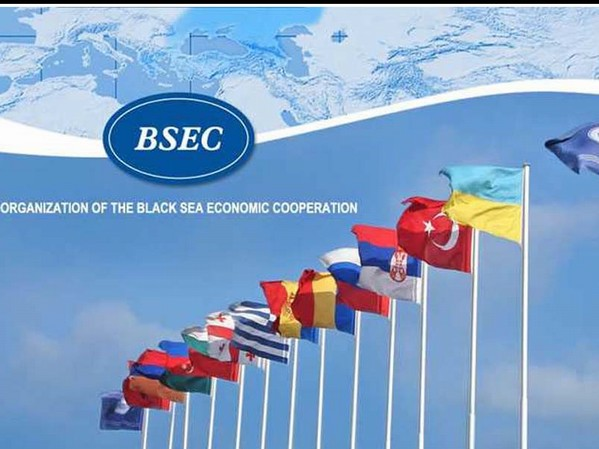 BSEC
ORGANIZATION OF THE BLACK SEA ECONOMIC COOPERATION